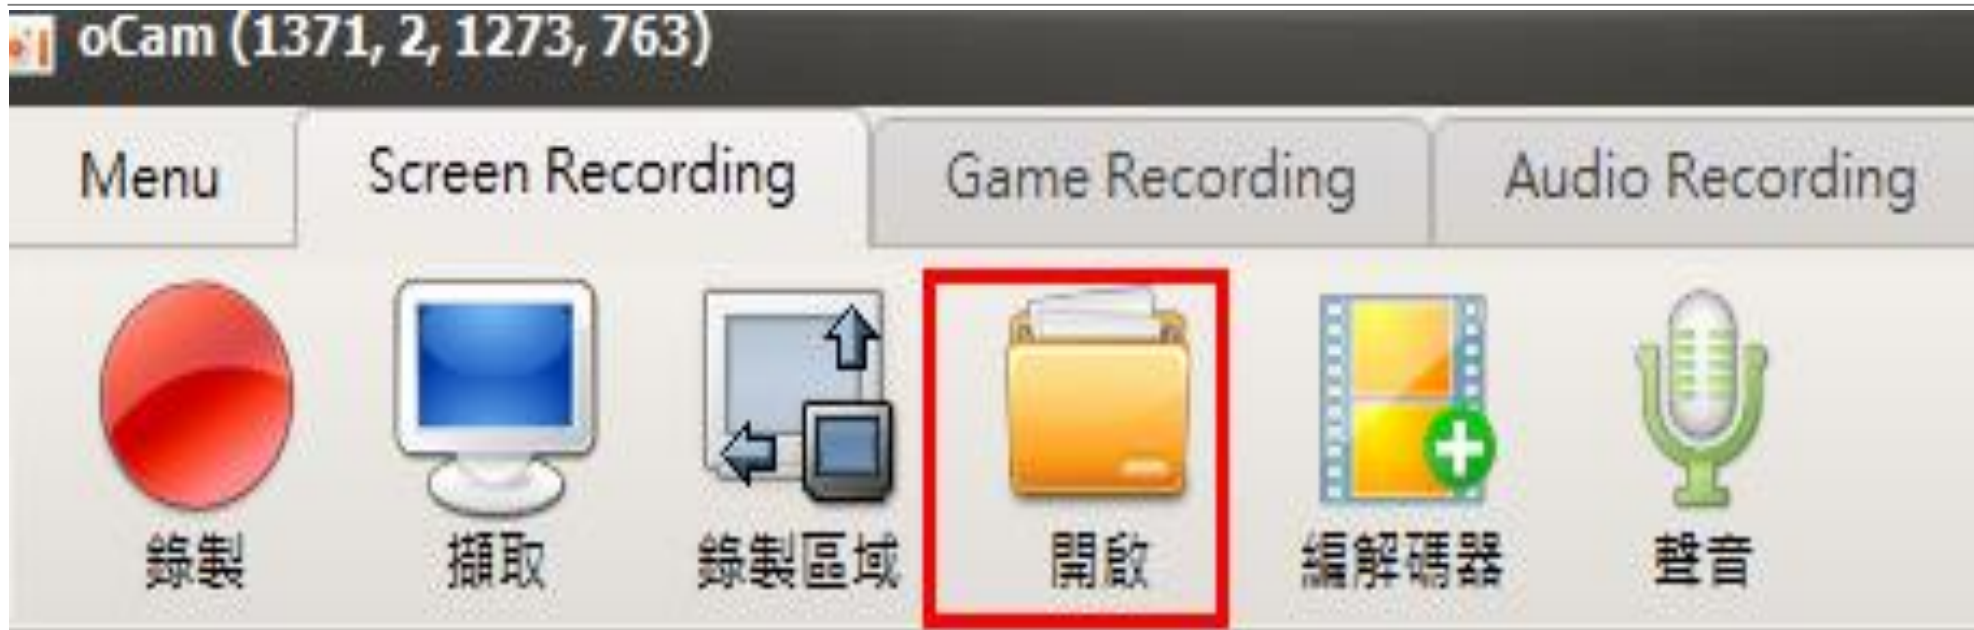 oCam (1371, 2, 1273, 763)
Menu Screen Recording Game Recording Audio Recording
錄製 擷取 錄製區域 開啟 編解碼器 聲音